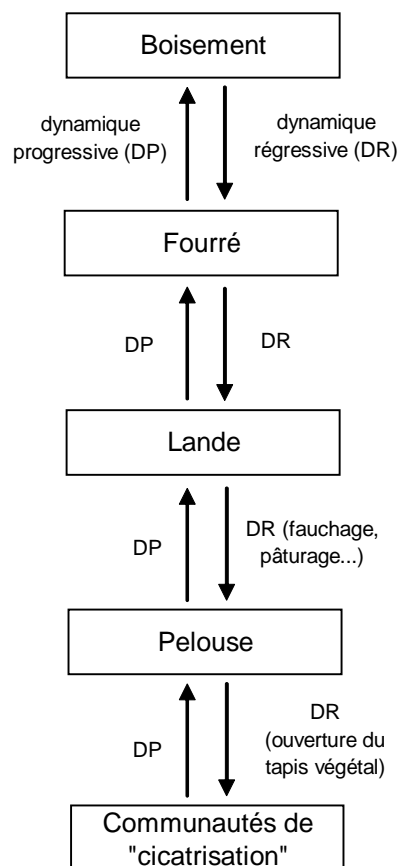 Boisement
dynamique
progressive (DP)
dynamique
régressive (DR)
Fourré
DP
DR
Lande
DP
DR (fauchage,
pâturage...)
Pelouse
DP
DR
(ouverture du
tapis végétal)
Communautés de
"cicatrisation"